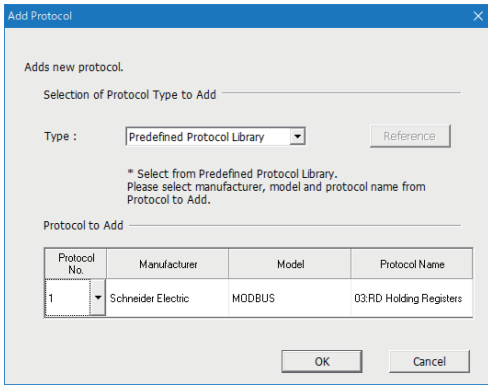 Add Protocol
Adds new protocol.
Selection of Protocol Type to Add
Type :
Predefined Protocol Library
Reference
* Select from Predefined Protocol Library.
Please select manufacturer, model and protocol name from
Protocol to Add.
Protocol to Add
Protocol
No.
Manufacturer
Model
Protocol Name
1
Schneider Electric
MODBUS
03:RD Holding Registers
OK
Cancel